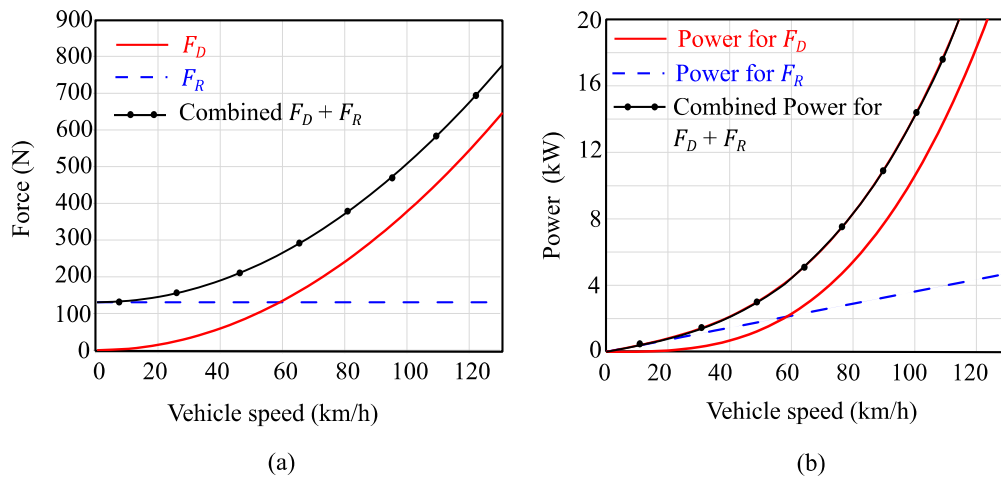 900
800
700
600
500
400
300
200
100
0
Force (N)
F_D
F_R
Combined F_D + F_R
0 20 40 60 80 100 120
Vehicle speed (km/h)
(a)
20
16
12
8
4
0
Power (kW)
Power for F_D
Power for F_R
Combined Power for
F_D + F_R
0 20 40 60 80 100 120
Vehicle speed (km/h)
(b)